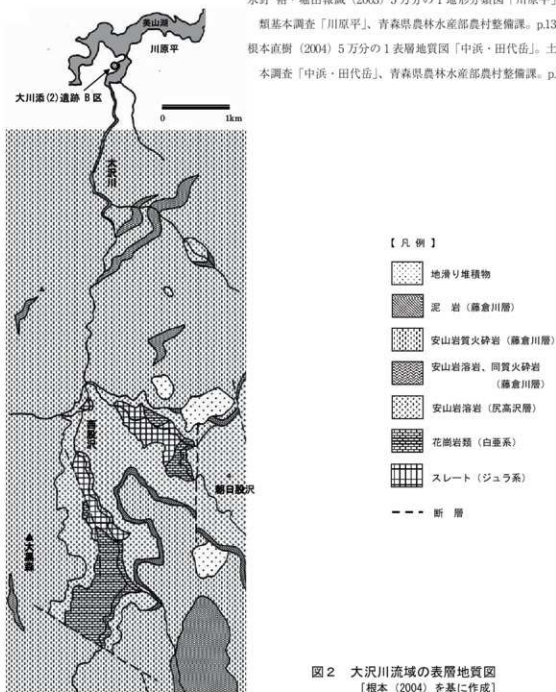 類基本調査「川原平」、青森県農林水産部農村整備課。p.13
根本直樹 (2004) 5万分の1表層地質図「中浜・田代岳」。土
本調査「中浜・田代岳」、青森県農林水産部農村整備課。p.
美山湖
川原平
大川添(2)遺跡 B区
0 1km
大沢川
西股沢
朝日股沢
大黒森
【 凡 例 】
地滑り堆積物
泥 岩 (藤倉川層)
安山岩質火砕岩 (藤倉川層)
安山岩溶岩、同質火砕岩
(藤倉川層)
安山岩溶岩 (尻高沢層)
花崗岩類 (白亜系)
スレート (ジュラ系)
断 層
図2 大沢川流域の表層地質図
[根本 (2004) を基に作成]